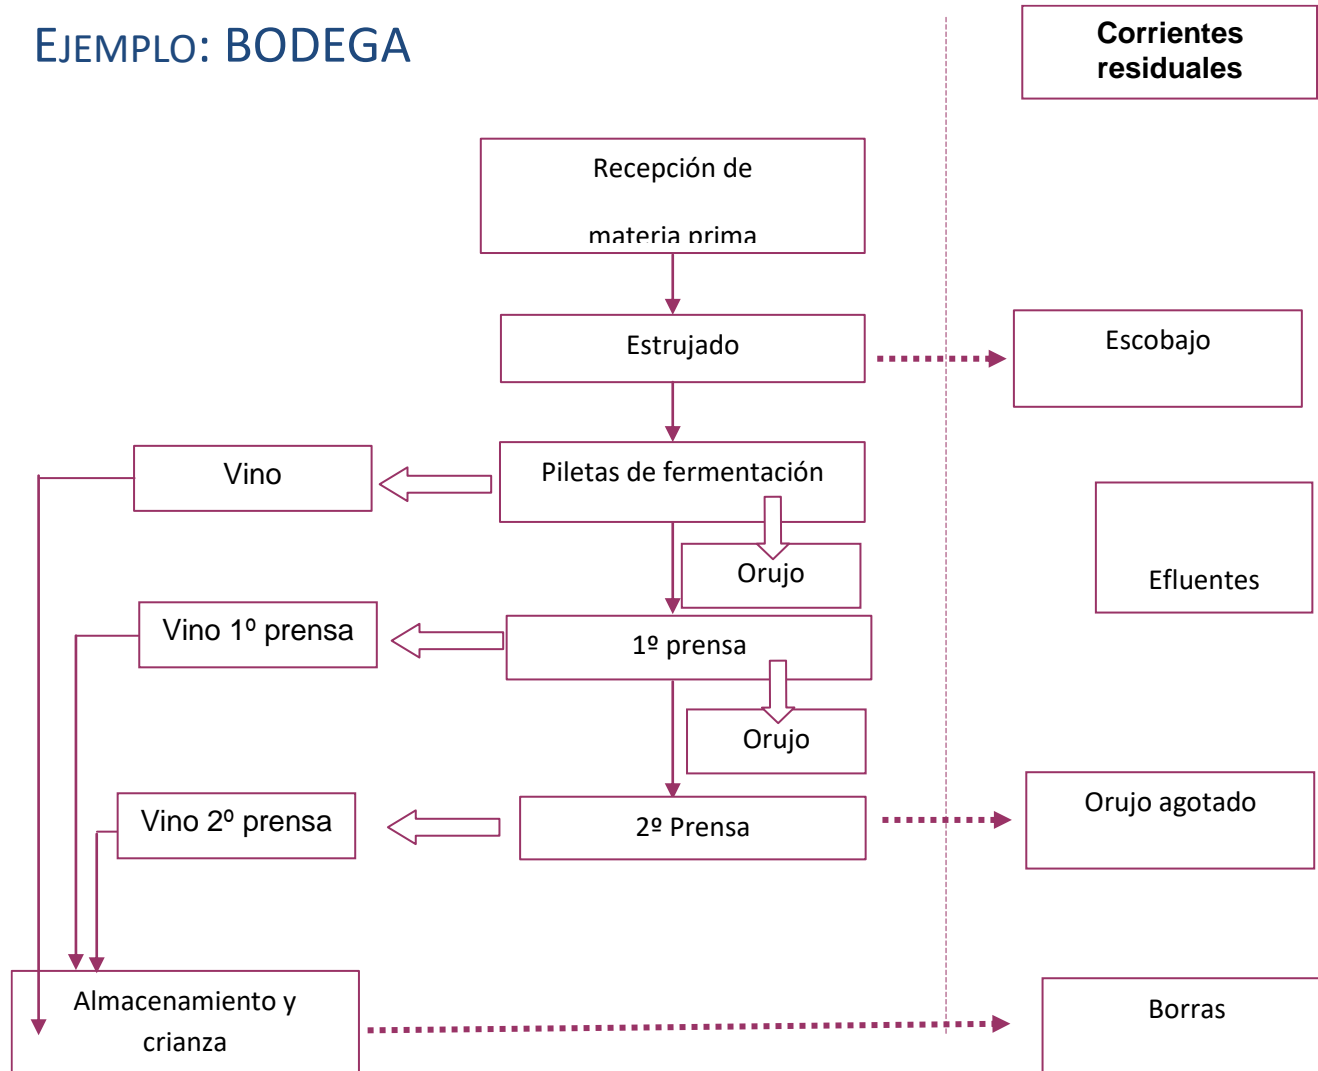 EJEMPLO: BODEGA
Corrientes
residuales
Recepción de
materia prima
Estrujado
Escobajo
Vino
Piletas de fermentación
Orujo
Efluentes
Vino 1º prensa
1º prensa
Orujo
Vino 2º prensa
2º Prensa
Orujo agotado
Almacenamiento y
crianza
Borras